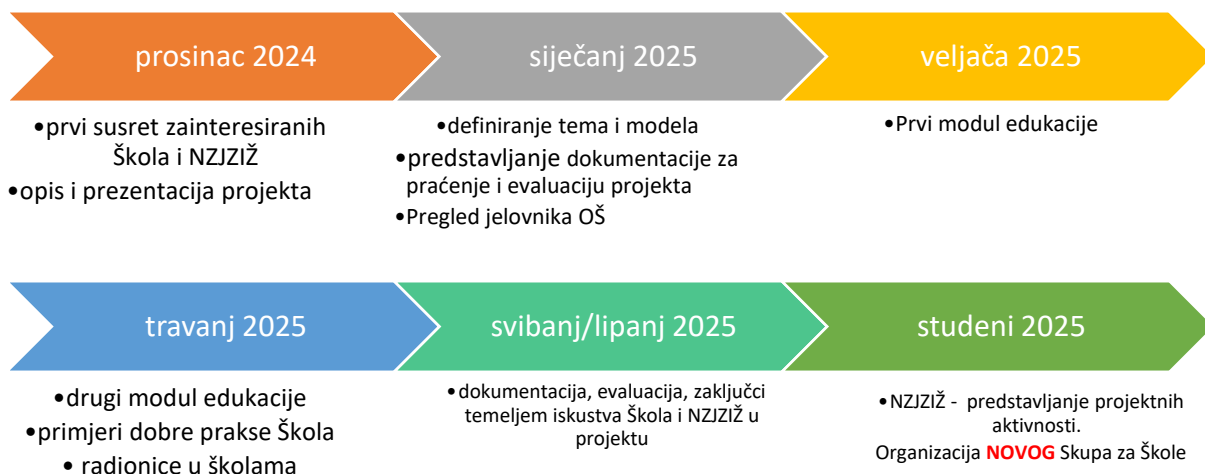 prosinac 2024
siječanj 2025
veljača 2025
•prvi susret zainteresiranih
Škola i NZJZIŽ
•opis i prezentacija projekta
•definiranje tema i modela
•predstavljanje dokumentacije za
praćenje i evaluaciju projekta
•Pregled jelovnika OŠ
•Prvi modul edukacije
travanj 2025
svibanj/lipanj 2025
studeni 2025
•drugi modul edukacije
•primjeri dobre prakse Škola
• radionice u školama
•dokumentacija, evaluacija, zaključci
temeljem iskustva Škola i NZJZIŽ u
projektu
•NZJZIŽ - predstavljanje projektnih
aktivnosti.
Organizacija NOVOG Skupa za Škole